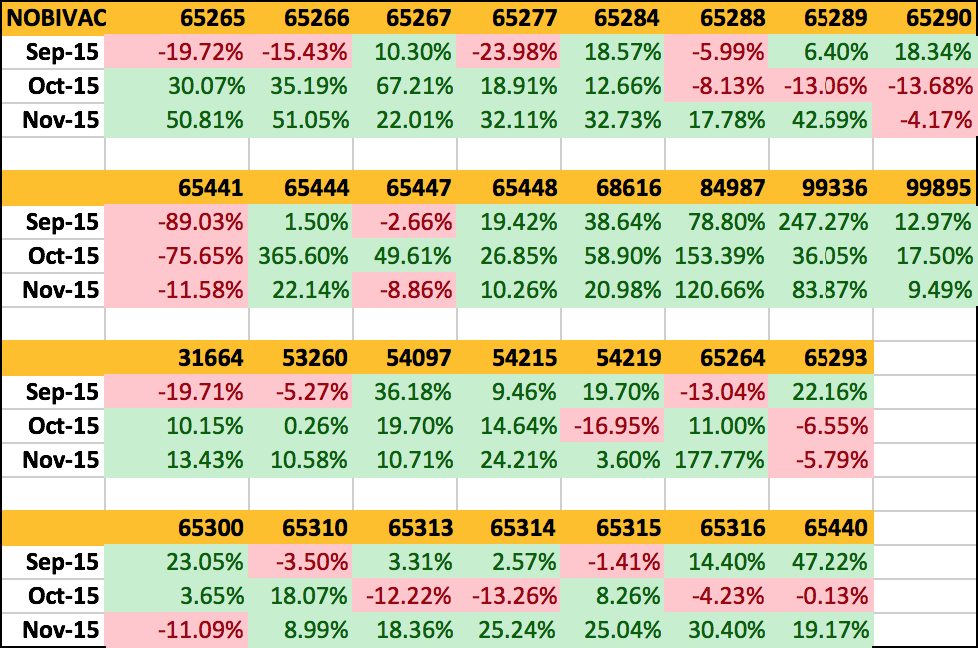 NOBIVAC 65265 65266 65267 65277 65284 65288 65289 65290
Sep-15 -19.72% -15.43% 10.30% -23.98% 18.57% -5.99% 6.40% 18.34%
Oct-15 30.07% 35.19% 67.21% 18.91% 12.66% -8.13% -13.06% -13.68%
Nov-15 50.81% 51.05% 22.01% 32.11% 32.73% 17.78% 42.59% -4.17%
65441 65444 65447 65448 68616 84987 99336 99895
Sep-15 -89.03% 1.50% -2.66% 19.42% 38.64% 78.80% 247.27% 12.97%
Oct-15 -75.65% 365.60% 49.61% 26.85% 58.90% 153.39% 36.05% 17.50%
Nov-15 -11.58% 22.14% -8.86% 10.26% 20.98% 120.66% 83.87% 9.49%
31664 53260 54097 54215 54219 65264 65293
Sep-15 -19.71% -5.27% 36.18% 9.46% 19.70% -13.04% 22.16%
Oct-15 10.15% 0.26% 19.70% 14.64% -16.95% 11.00% -6.55%
Nov-15 13.43% 10.58% 10.71% 24.21% 3.60% 177.77% -5.79%
65300 65310 65313 65314 65315 65316 65440
Sep-15 23.05% -3.50% 3.31% 2.57% -1.41% 14.40% 47.22%
Oct-15 3.65% 18.07% -12.22% -13.26% 8.26% -4.23% -0.13%
Nov-15 -11.09% 8.99% 18.36% 25.24% 25.04% 30.40% 19.17%